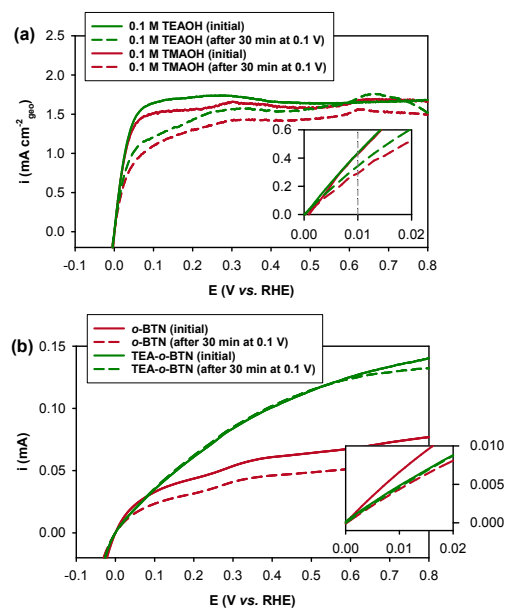 (a)
0.1 M TEAOH (initial)
0.1 M TEAOH (after 30 min at 0.1 V)
0.1 M TMAOH (initial)
0.1 M TMAOH (after 30 min at 0.1 V)
2.5
2.0
1.5
1.0
0.5
0.0
i (mA cm⁻²geo)
0.6
0.4
0.2
0.0
0.00 0.01 0.02
-0.1 0.0 0.1 0.2 0.3 0.4 0.5 0.6 0.7 0.8
E (V vs. RHE)
(b)
o-BTN (initial)
o-BTN (after 30 min at 0.1 V)
TEA-o-BTN (initial)
TEA-o-BTN (after 30 min at 0.1 V)
0.15
0.10
0.05
0.00
i (mA)
0.010
0.005
0.000
0.00 0.01 0.02
-0.1 0.0 0.1 0.2 0.3 0.4 0.5 0.6 0.7 0.8
E (V vs. RHE)